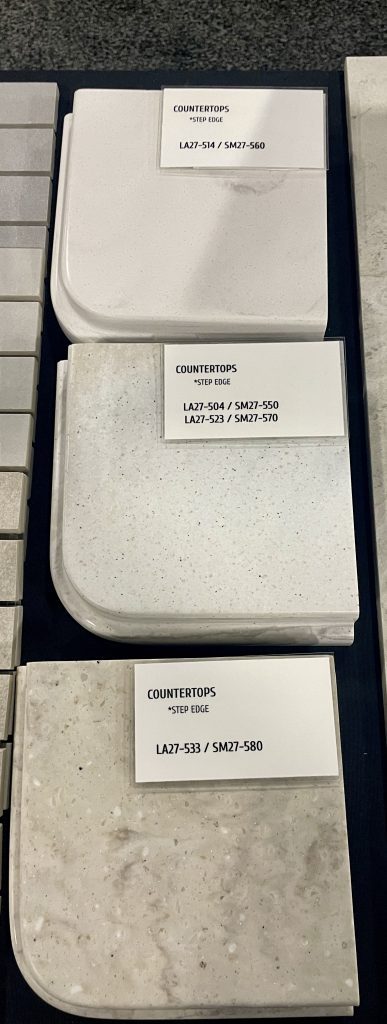 COUNTERTOPS
*STEP EDGE
LA27-514 / SM27-560
COUNTERTOPS
*STEP EDGE
LA27-504 / SM27-550
LA27-523 / SM27-570
COUNTERTOPS
*STEP EDGE
LA27-533 / SM27-580